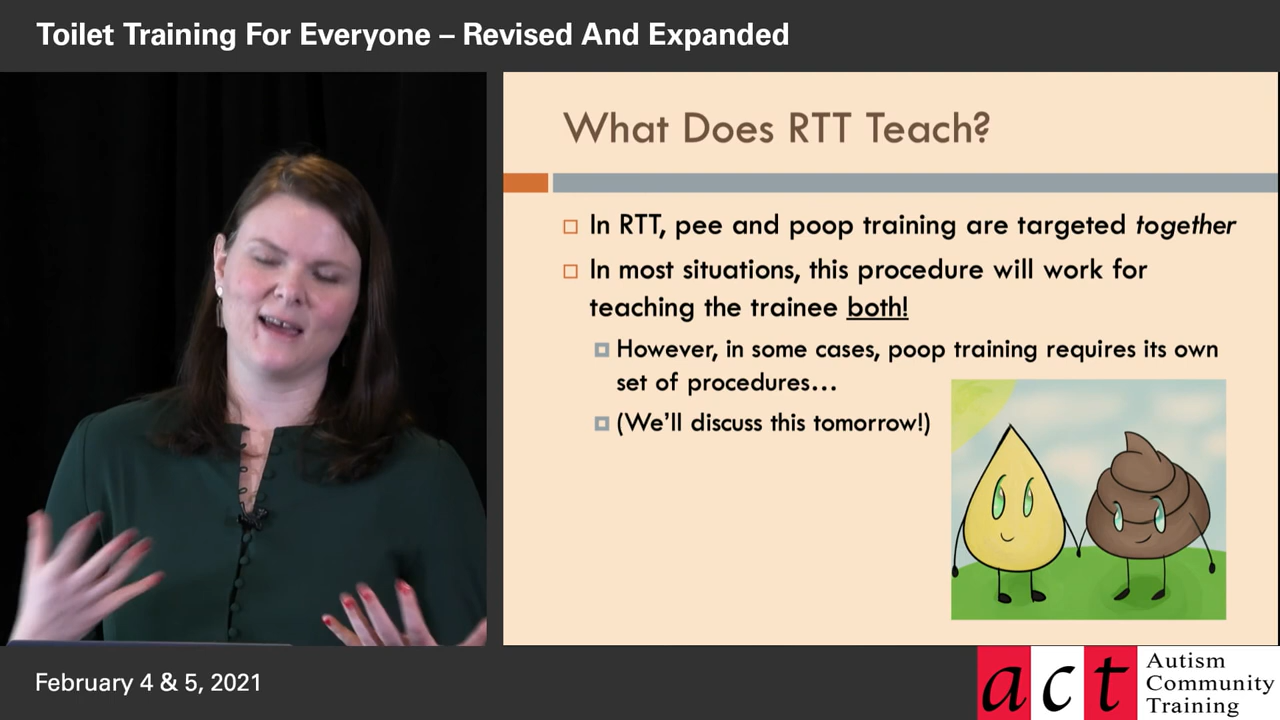 Toilet Training For Everyone – Revised And Expanded
What Does RTT Teach?
In RTT, pee and poop training are targeted together
In most situations, this procedure will work for
teaching the trainee both!
However, in some cases, poop training requires its own
set of procedures...
(We'll discuss this tomorrow!)
February 4 & 5, 2021
act
Autism
Community
Training